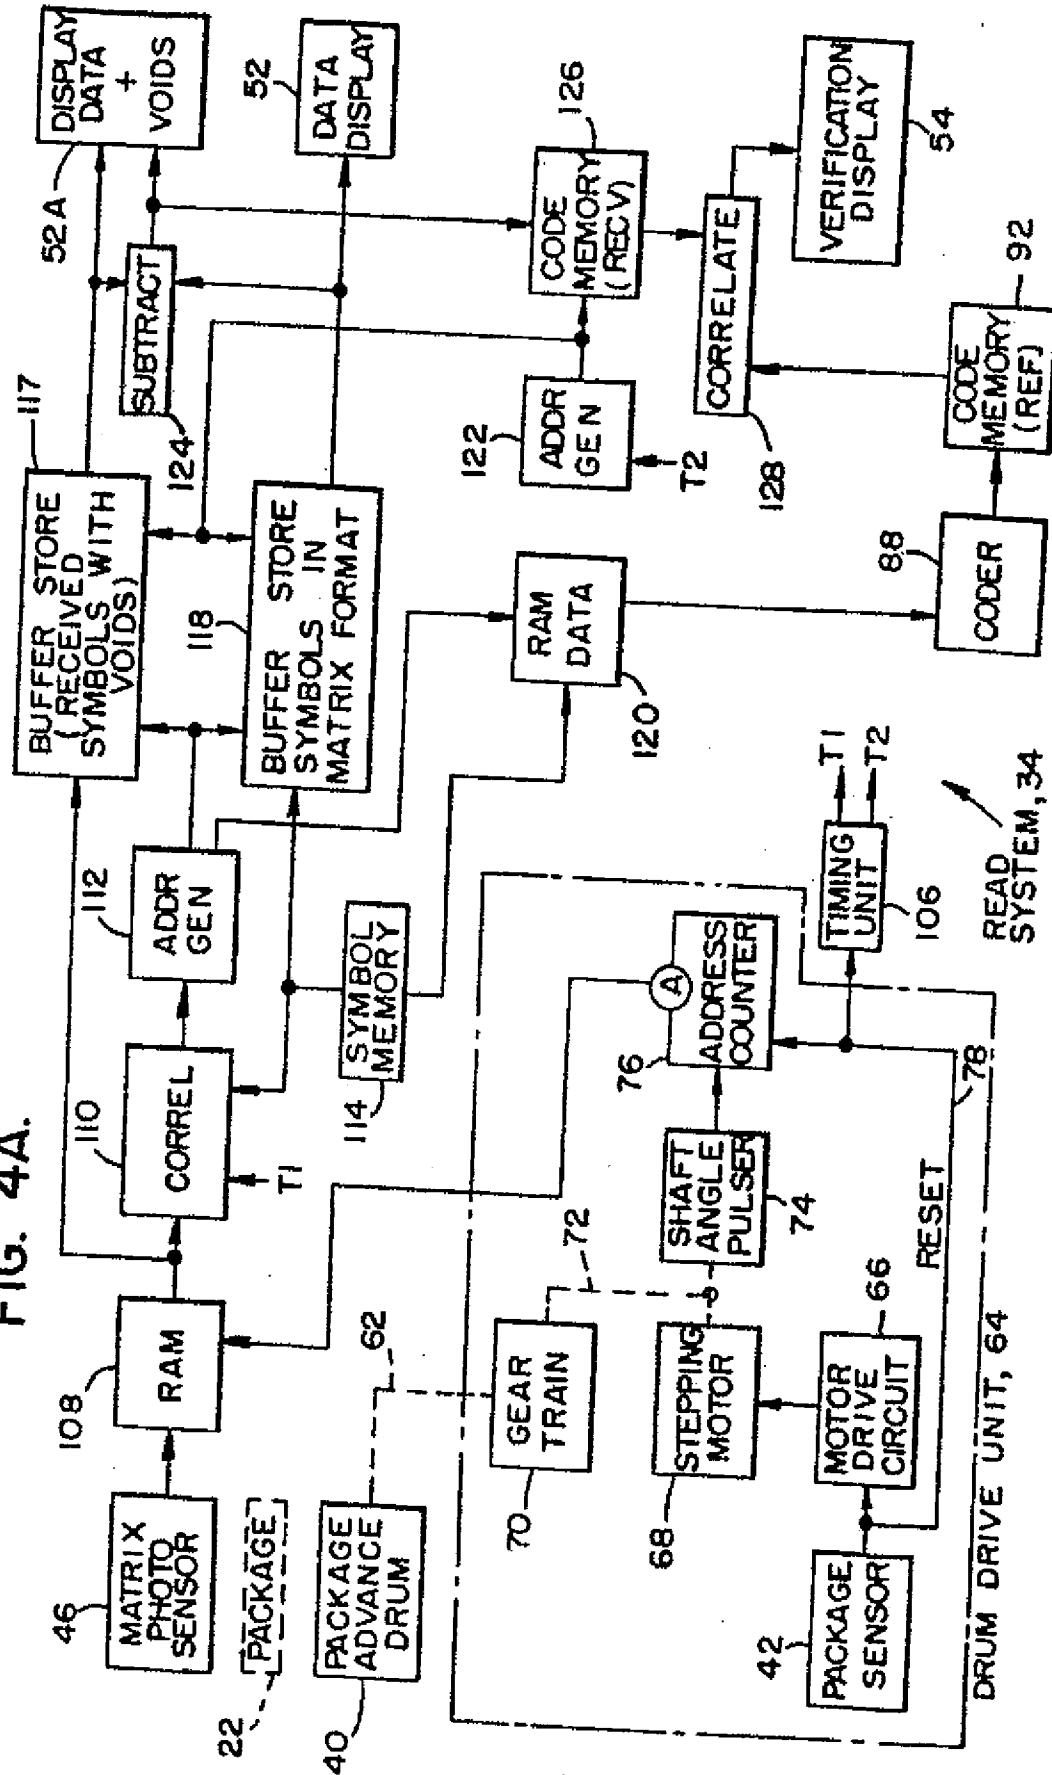 FIG. 4A.
DISPLAY
DATA
+
VOIDS
52A
DATA
DISPLAY
52
117
BUFFER STORE
(RECEIVED
SYMBOLS WITH
VOIDS)
SUBTRACT
124
118
BUFFER STORE
SYMBOLS IN
MATRIX FORMAT
126
CODE
MEMORY
(RECV)
122
ADDR
GEN
T2
CORRELATE
128
VERIFICATION
DISPLAY
54
CODE
MEMORY
(REF)
92
88
CODER
RAM
DATA
120
112
ADDR
GEN
110
CORREL
T1
SYMBOL
MEMORY
114
108
RAM
46
MATRIX
PHOTO
SENSOR
22
PACKAGE
40
PACKAGE
ADVANCE
DRUM
62
70
GEAR
TRAIN
72
68
STEPPING
MOTOR
SHAFT
ANGLE
PULSER
74
76
A
ADDRESS
COUNTER
TIMING
UNIT
106
T1
T2
42
PACKAGE
SENSOR
MOTOR
DRIVE
CIRCUIT
66
RESET
78
DRUM DRIVE UNIT, 64
READ
SYSTEM, 34